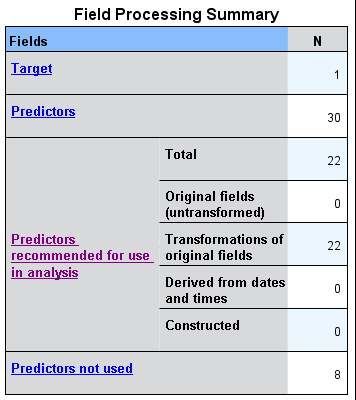 Field Processing Summary
Fields N
Target 1
Predictors 30
Predictors
recommended for use
in analysis
Total 22
Original fields
(untransformed) 0
Transformations of
original fields 22
Derived from dates
and times 0
Constructed 0
Predictors not used 8